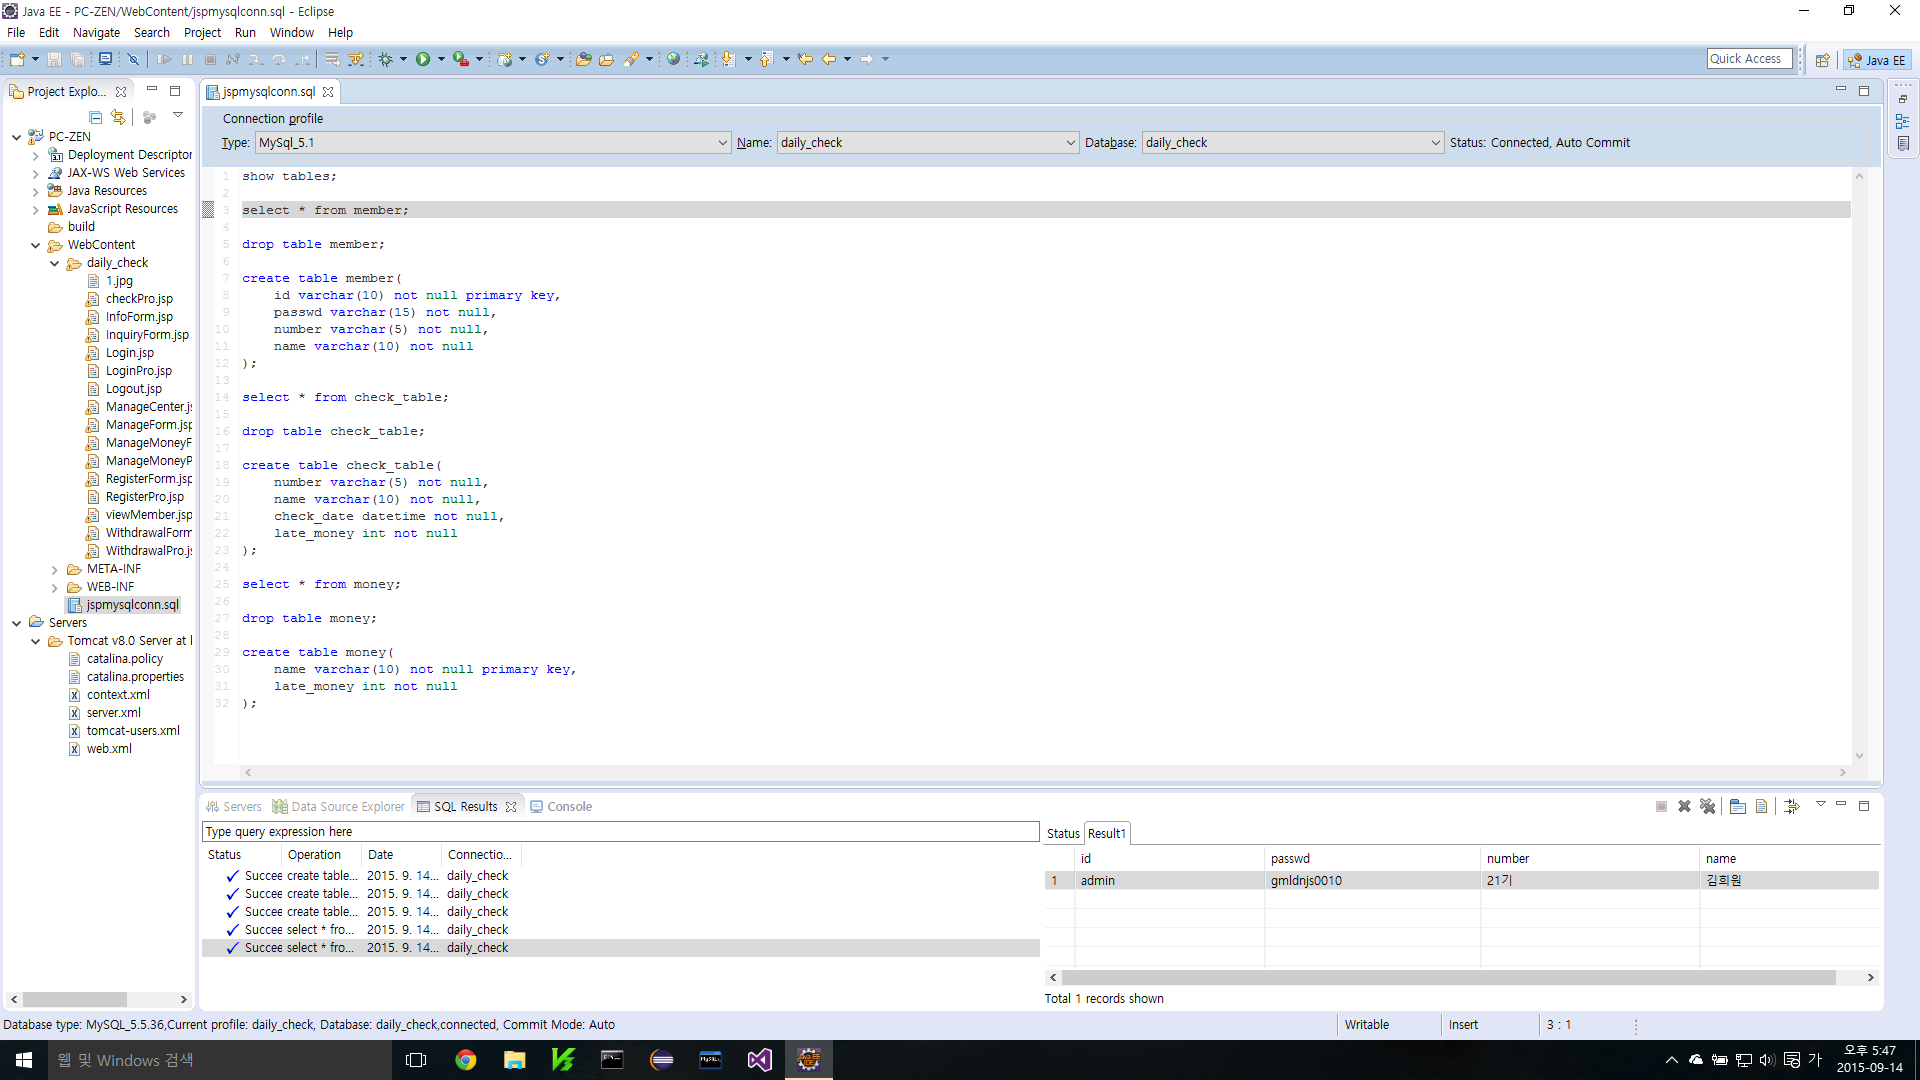 Java EE - PC-ZEN/WebContent/jspmysqlconn.sql - Eclipse
File Edit Navigate Search Project Run Window Help
Quick Access
Java EE
Project Explo...
PC-ZEN
Deployment Descriptor
JAX-WS Web Services
Java Resources
JavaScript Resources
build
WebContent
daily_check
1.jpg
checkPro.jsp
InfoForm.jsp
InquiryForm.jsp
Login.jsp
LoginPro.jsp
Logout.jsp
ManageCenter.js
ManageForm.jsp
ManageMoneyF
ManageMoneyP
RegisterForm.jsp
RegisterPro.jsp
viewMember.jsp
WithdrawalForm
WithdrawalPro.js
META-INF
WEB-INF
jspmysqlconn.sql
Servers
Tomcat v8.0 Server at l
catalina.policy
catalina.properties
context.xml
server.xml
tomcat-users.xml
web.xml
jspmysqlconn.sql
Connection profile
Type: MySql_5.1 Name: daily_check Database: daily_check Status: Connected, Auto Commit
1 show tables;
2
3 select * from member;
4
5 drop table member;
6
7 create table member(
8 id varchar(10) not null primary key,
9 passwd varchar(15) not null,
10 number varchar(5) not null,
11 name varchar(10) not null
12 );
13
14 select * from check_table;
15
16 drop table check_table;
17
18 create table check_table(
19 number varchar(5) not null,
20 name varchar(10) not null,
21 check_date datetime not null,
22 late_money int not null
23 );
24
25 select * from money;
26
27 drop table money;
28
29 create table money(
30 name varchar(10) not null primary key,
31 late_money int not null
32 );
Servers Data Source Explorer SQL Results Console
Type query expression here
Status Operation Date Connectio...
Succee create table... 2015. 9. 14... daily_check
Succee create table... 2015. 9. 14... daily_check
Succee create table... 2015. 9. 14... daily_check
Succee select * fro... 2015. 9. 14... daily_check
Succee select * fro... 2015. 9. 14... daily_check
Status Result1
id passwd number name
1 admin gmldnjs0010 21기 김희원
Total 1 records shown
Database type: MySQL_5.5.36,Current profile: daily_check, Database: daily_check,connected, Commit Mode: Auto
Writable Insert 3 : 1
웹 및 Windows 검색
가
오후 5:47
2015-09-14